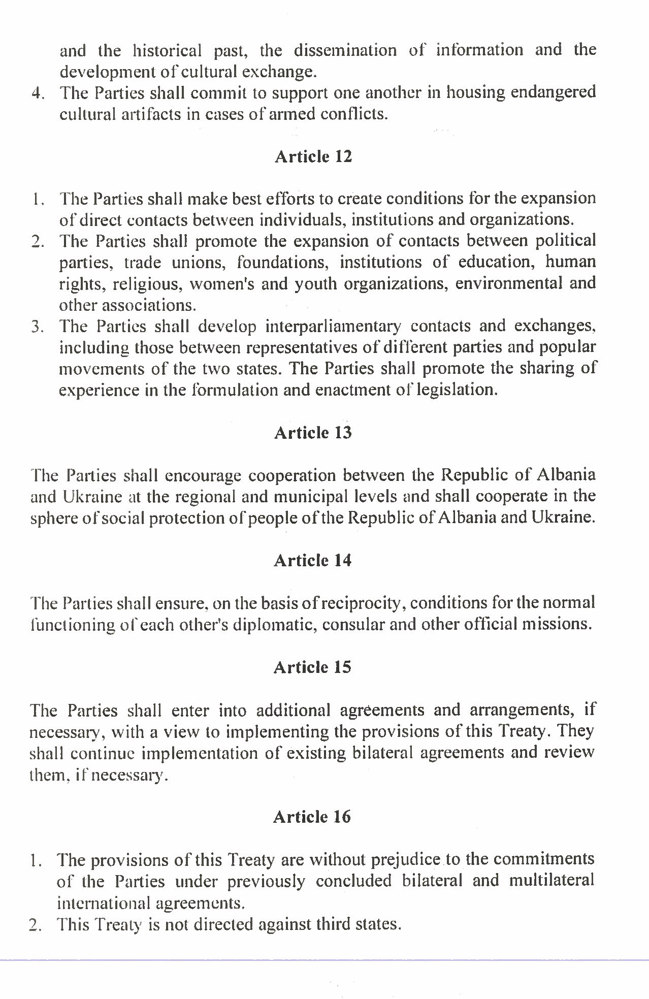 and the historical past, the dissemination of information and the
development of cultural exchange.
4. The Parties shall commit to support one another in housing endangered
cultural artifacts in cases of armed conflicts.
Article 12
1. The Parties shall make best efforts to create conditions for the expansion
of direct contacts between individuals, institutions and organizations.
2. The Parties shall promote the expansion of contacts between political
parties, trade unions, foundations, institutions of education, human
rights, religious, women's and youth organizations, environmental and
other associations.
3. The Parties shall develop interparliamentary contacts and exchanges,
including those between representatives of different parties and popular
movements of the two states. The Parties shall promote the sharing of
experience in the formulation and enactment of legislation.
Article 13
The Parties shall encourage cooperation between the Republic of Albania
and Ukraine at the regional and municipal levels and shall cooperate in the
sphere of social protection of people of the Republic of Albania and Ukraine.
Article 14
The Parties shall ensure, on the basis of reciprocity, conditions for the normal
functioning of each other's diplomatic, consular and other official missions.
Article 15
The Parties shall enter into additional agreements and arrangements, if
necessary, with a view to implementing the provisions of this Treaty. They
shall continue implementation of existing bilateral agreements and review
them, if necessary.
Article 16
1. The provisions of this Treaty are without prejudice to the commitments
of the Parties under previously concluded bilateral and multilateral
international agreements.
2. This Treaty is not directed against third states.